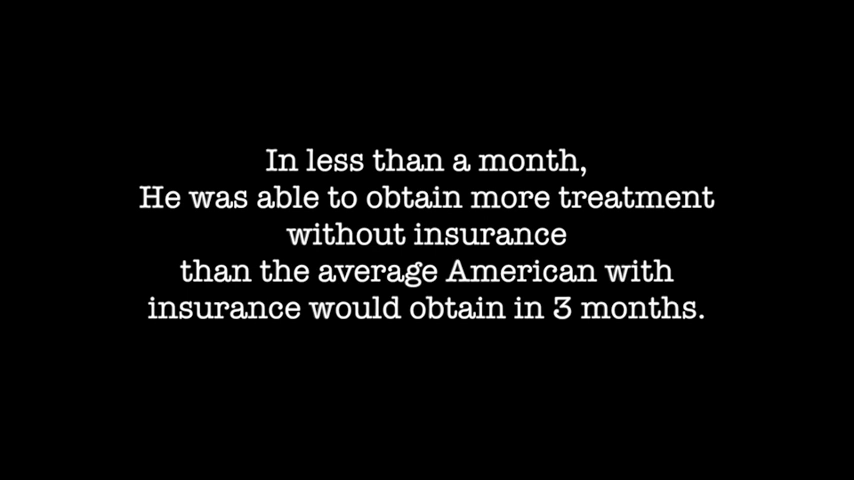 In less than a month,
He was able to obtain more treatment
without insurance
than the average American with
insurance would obtain in 3 months.